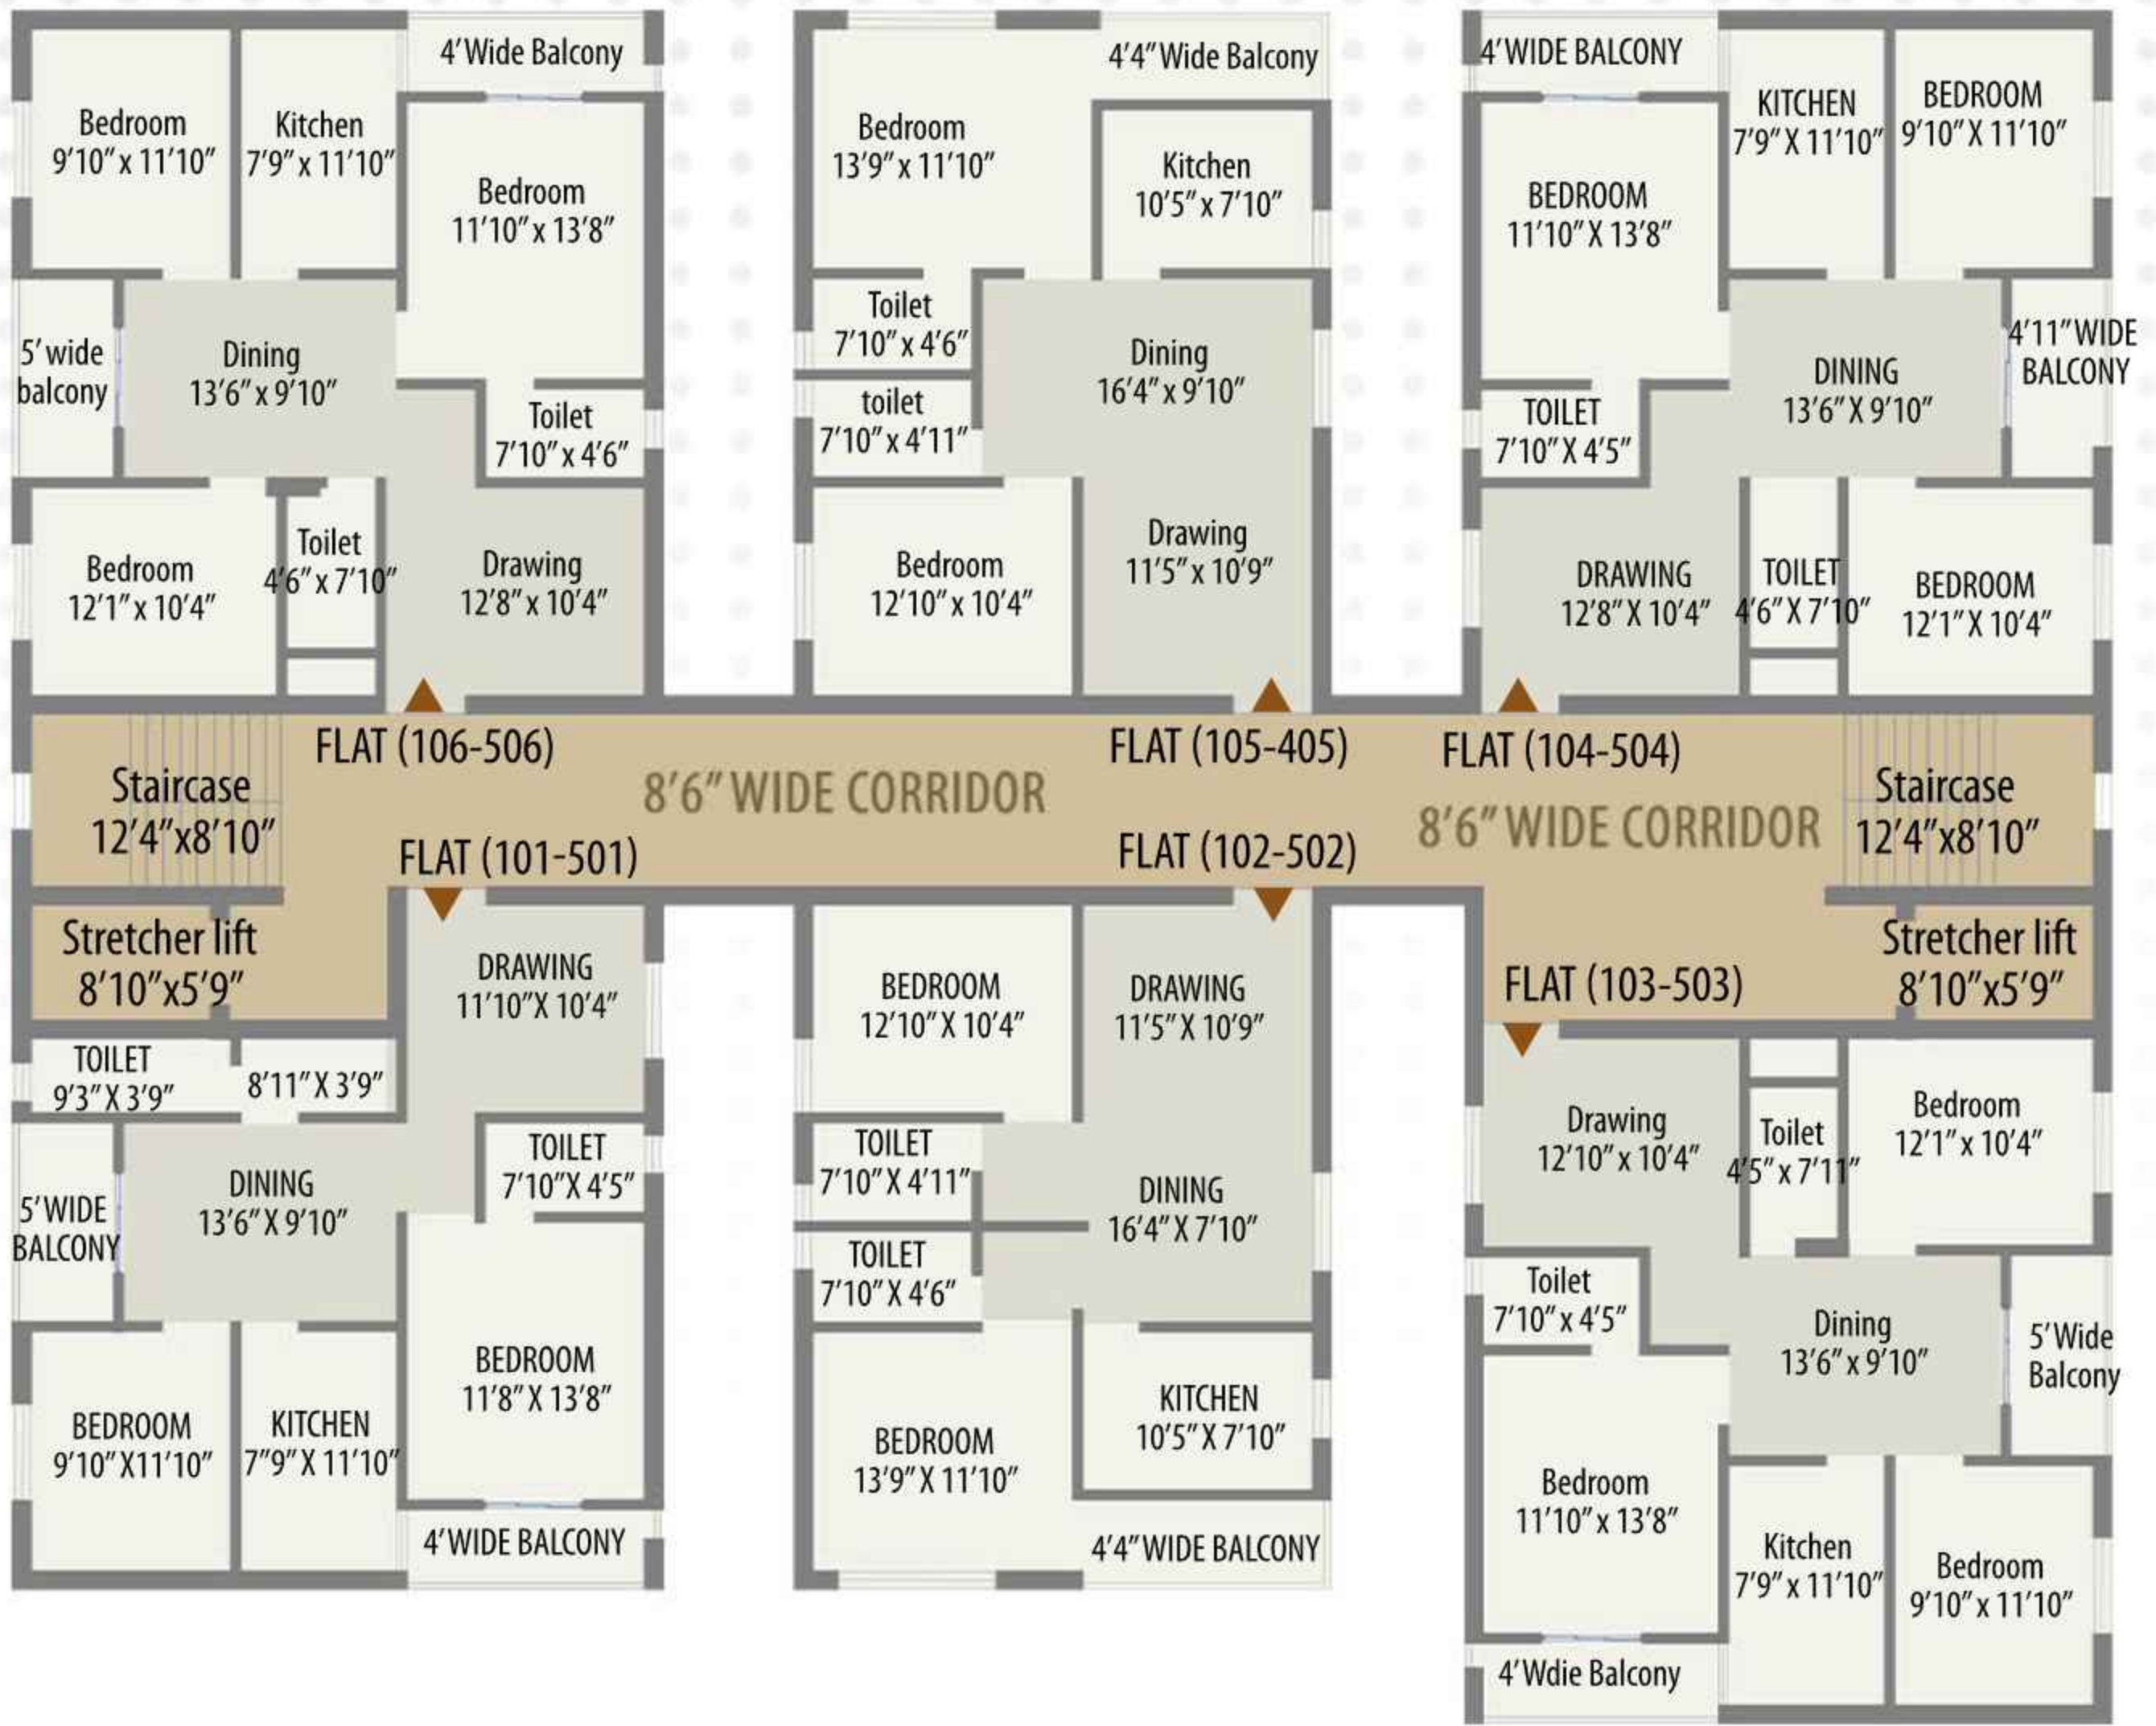 4' Wide Balcony
Bedroom
9'10" x 11'10"
Kitchen
7'9" x 11'10"
Bedroom
11'10" x 13'8"
5' wide
balcony
Dining
13'6" x 9'10"
Toilet
7'10" x 4'6"
Bedroom
12'1" x 10'4"
Toilet
4'6" x 7'10"
Drawing
12'8" x 10'4"
4'4" Wide Balcony
Bedroom
13'9" x 11'10"
Kitchen
10'5" x 7'10"
Toilet
7'10" x 4'6"
Dining
16'4" x 9'10"
toilet
7'10" x 4'11"
Bedroom
12'10" x 10'4"
Drawing
11'5" x 10'9"
4' WIDE BALCONY
KITCHEN
7'9" X 11'10"
BEDROOM
9'10" X 11'10"
BEDROOM
11'10" X 13'8"
4'11" WIDE
BALCONY
DINING
13'6" X 9'10"
TOILET
7'10" X 4'5"
DRAWING
12'8" X 10'4"
TOILET
4'6" X 7'10"
BEDROOM
12'1" X 10'4"
FLAT (106-506)
FLAT (105-405)
FLAT (104-504)
Staircase
12'4"x8'10"
8'6" WIDE CORRIDOR
8'6" WIDE CORRIDOR
Staircase
12'4"x8'10"
FLAT (101-501)
FLAT (102-502)
Stretcher lift
8'10"x5'9"
FLAT (103-503)
Stretcher lift
8'10"x5'9"
DRAWING
11'10" X 10'4"
TOILET
9'3" X 3'9"
8'11" X 3'9"
TOILET
7'10" X 4'5"
5' WIDE
BALCONY
DINING
13'6" X 9'10"
BEDROOM
11'8" X 13'8"
BEDROOM
9'10" X11'10"
KITCHEN
7"9" X 11'10"
4' WIDE BALCONY
BEDROOM
12'10" X 10'4"
DRAWING
11'5" X 10'9"
TOILET
7'10" X 4'11"
DINING
16'4" X 7'10"
TOILET
7'10" X 4'6"
BEDROOM
13'9" X 11'10"
KITCHEN
10'5" X 7'10"
4'4" WIDE BALCONY
Drawing
12'10" x 10'4"
Toilet
4'5" x 7'11"
Bedroom
12'1" x 10'4"
Toilet
7'10" x 4'5"
Dining
13'6" x 9'10"
5' Wide
Balcony
Bedroom
11'10" x 13'8"
Kitchen
7'9" x 11'10"
Bedroom
9'10" x 11'10"
4' Wdie Balcony